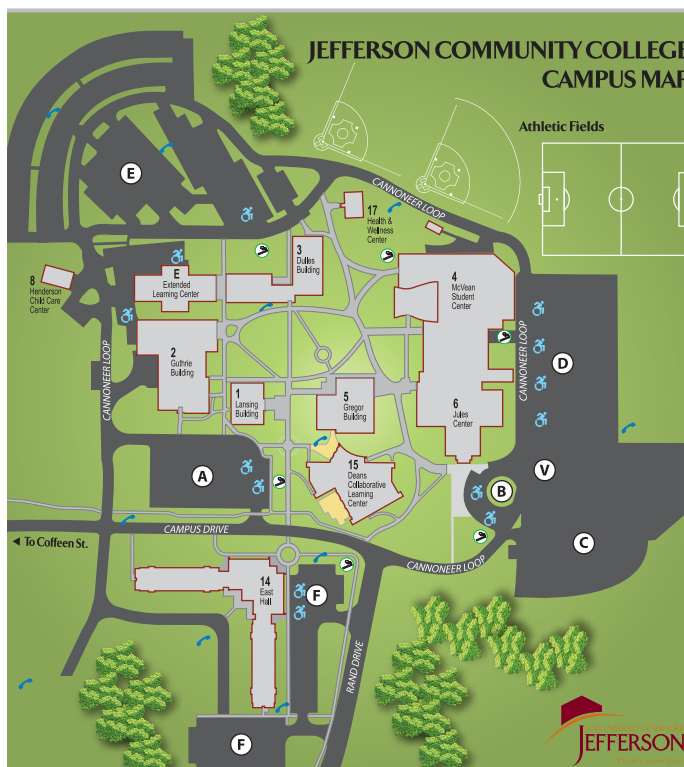 JEFFERSON COMMUNITY COLLEGE
CAMPUS MAP
Athletic Fields
CANNONEER LOOP
E
17
Health &
Wellness
Center
3
Dulles
Building
8
Henderson
Child Care
Center
E
Extended
Learning Center
4
McVean
Student
Center
CANNONEER LOOP
CANNONEER LOOP
2
Guthrie
Building
D
1
Lansing
Building
5
Gregor
Building
6
Jules
Center
A
15
Deans
Collaborative
Learning
Center
V
B
CAMPUS DRIVE
To Coffeen St.
C
CANNONEER LOOP
14
East
Hall
F
RAND DRIVE
F
JEFFERSON